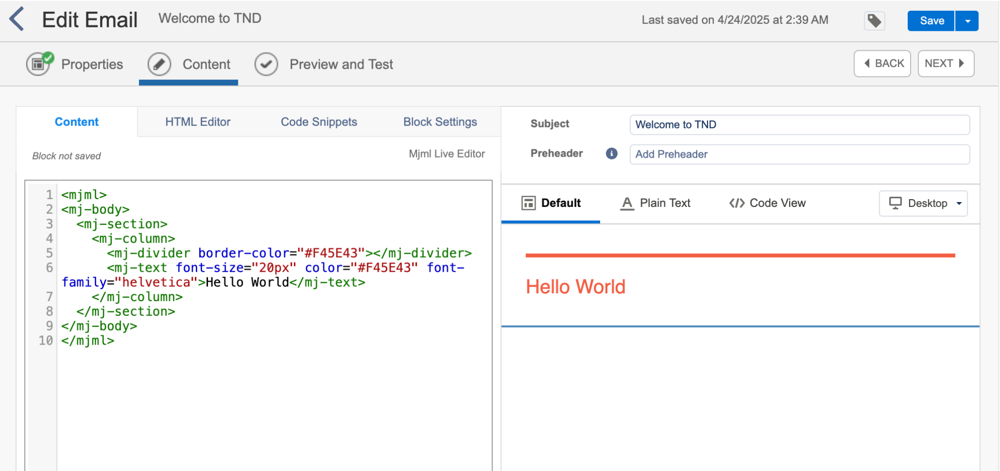 Edit Email Welcome to TND Last saved on 4/24/2025 at 2:39 AM Save
Properties Content Preview and Test BACK NEXT
Content HTML Editor Code Snippets Block Settings
Block not saved Mjml Live Editor
1 <mjml>
2 <mj-body>
3   <mj-section>
4     <mj-column>
5       <mj-divider border-color="#F45E43"></mj-divider>
6       <mj-text font-size="20px" color="#F45E43" font-
family="helvetica">Hello World</mj-text>
7     </mj-column>
8   </mj-section>
9 </mj-body>
10 </mjml>
Subject Welcome to TND
Preheader Add Preheader
Default Plain Text Code View Desktop
Hello World